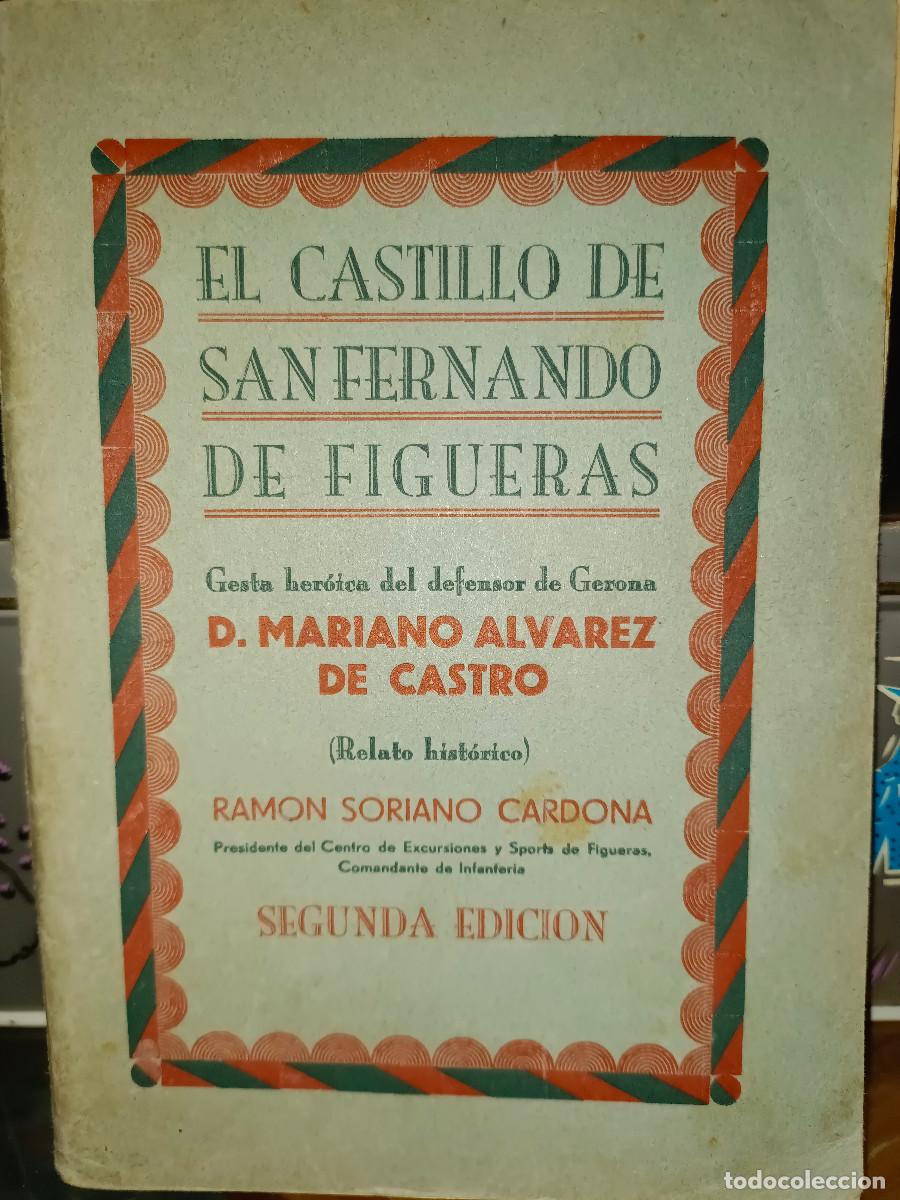 EL CASTILLO DE
SAN FERNANDO
DE FIGUERAS
Gesta heróica del defensor de Gerona
D. MARIANO ALVAREZ
DE CASTRO
(Relato histórico)
RAMON SORIANO CARDONA
Presidente del Centro de Excursiones y Sports de Figueras,
Comandante de Infantería
SEGUNDA EDICION
todocoleccion